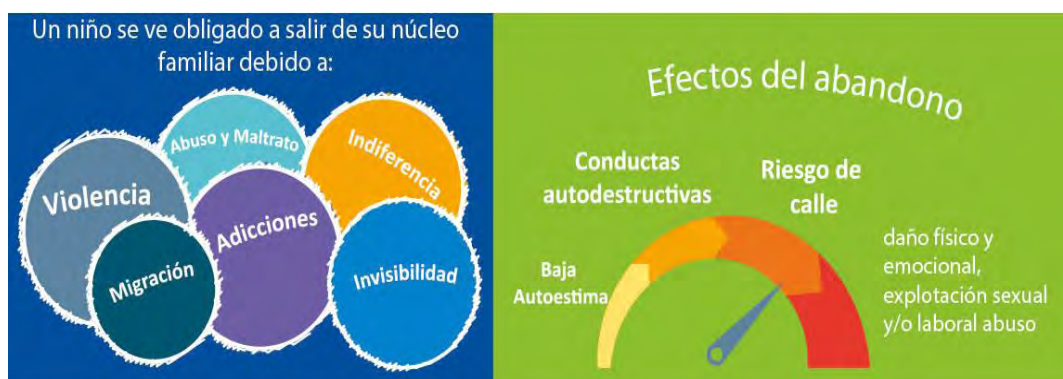 Un niño se ve obligado a salir de su núcleo
familiar debido a:
Violencia
Abuso y Maltrato
Indiferencia
Migración
Adicciones
Invisibilidad
Efectos del abandono
Baja
Autoestima
Conductas
autodestructivas
Riesgo de
calle
daño físico y
emocional,
explotación sexual
y/o laboral abuso